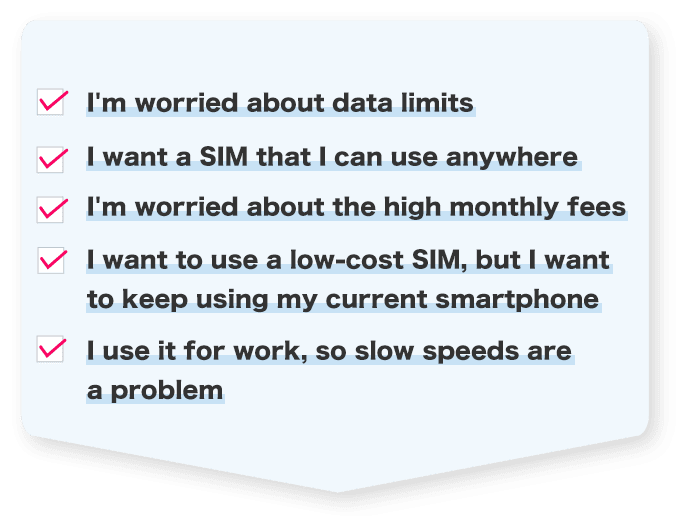 I'm worried about data limits
I want a SIM that I can use anywhere
I'm worried about the high monthly fees
I want to use a low-cost SIM, but I want
to keep using my current smartphone
I use it for work, so slow speeds are
a problem